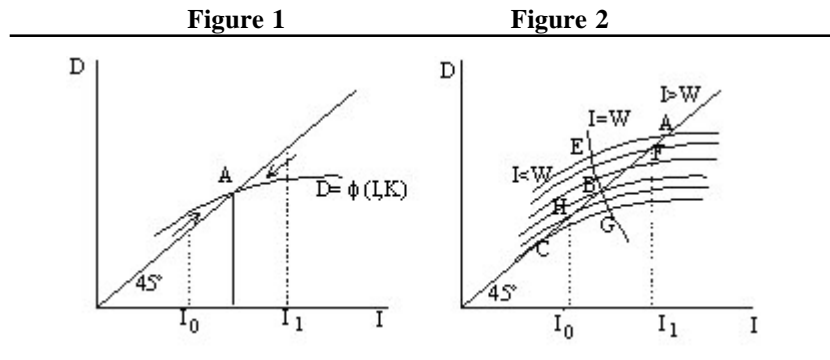 Figure 1 Figure 2
D
A
D= ϕ (I,K)
45°
I₀ I₁ I
D
I>W
A
I=W
E
F
I<W
B
H
G
C
45°
I₀ I₁ I